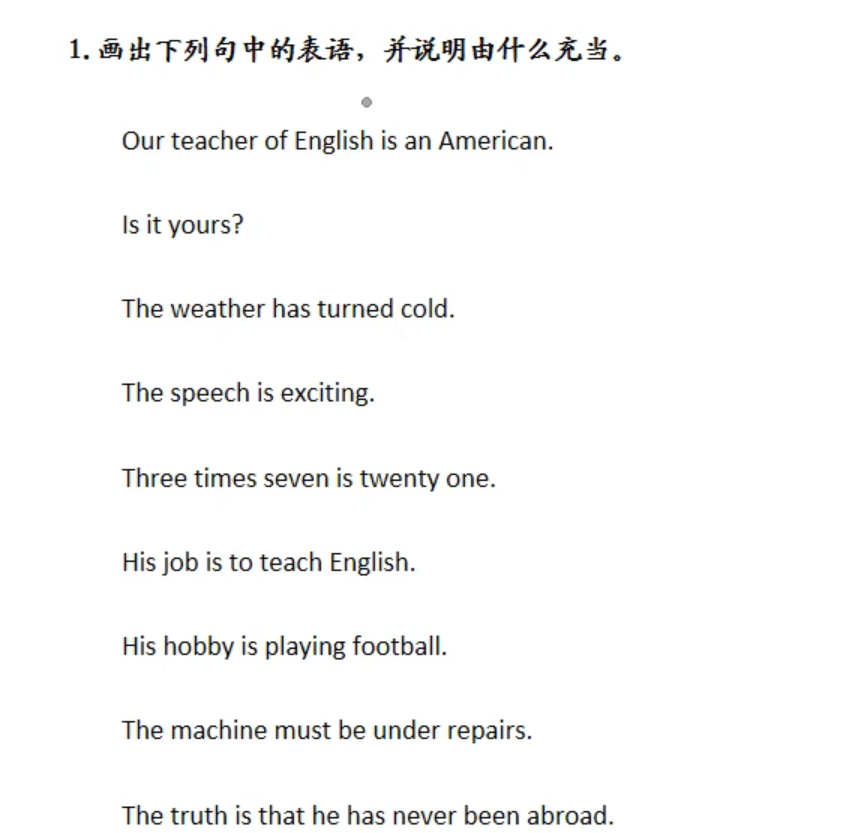 1. 画出下列句中的表语，并说明由什么充当。
Our teacher of English is an American.
Is it yours?
The weather has turned cold.
The speech is exciting.
Three times seven is twenty one.
His job is to teach English.
His hobby is playing football.
The machine must be under repairs.
The truth is that he has never been abroad.